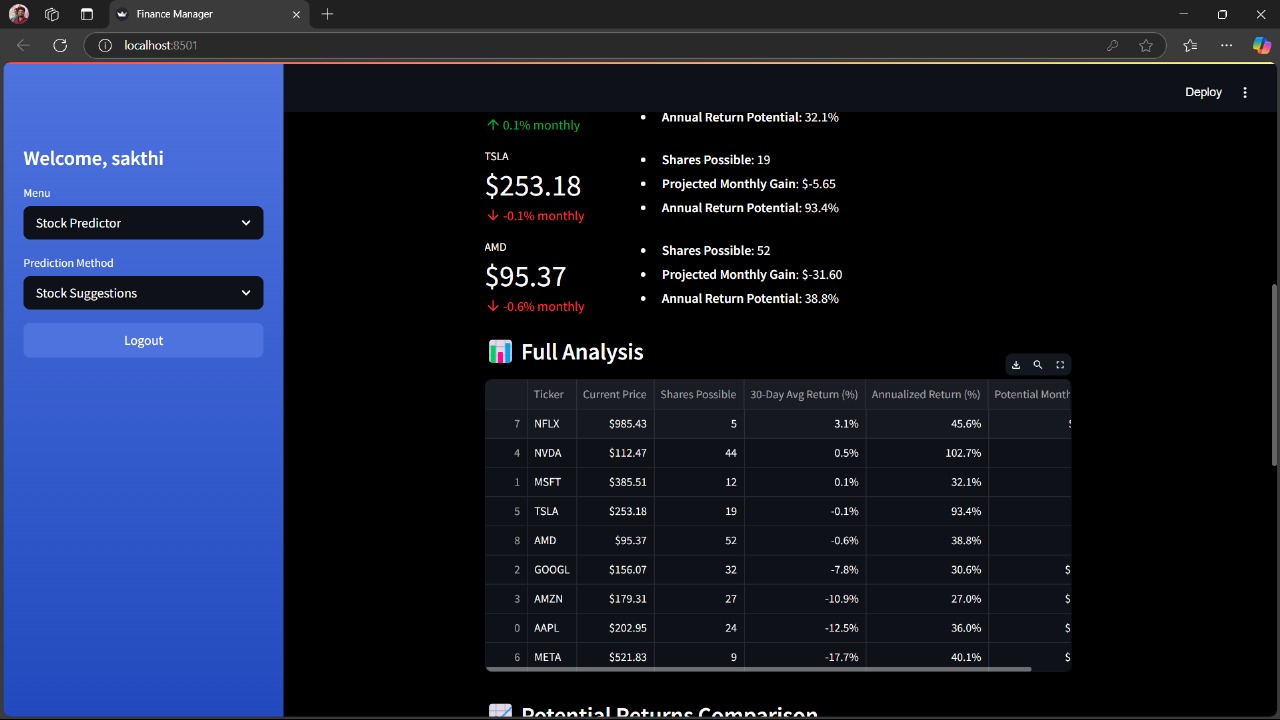 Finance Manager
localhost:8501
Deploy
Welcome, sakthi
Menu
Stock Predictor
Prediction Method
Stock Suggestions
Logout
↑ 0.1% monthly
• Annual Return Potential: 32.1%
TSLA
$253.18
↓ -0.1% monthly
• Shares Possible: 19
• Projected Monthly Gain: $-5.65
• Annual Return Potential: 93.4%
AMD
$95.37
↓ -0.6% monthly
• Shares Possible: 52
• Projected Monthly Gain: $-31.60
• Annual Return Potential: 38.8%
Full Analysis
Ticker Current Price Shares Possible 30-Day Avg Return (%) Annualized Return (%) Potential Month
7 NFLX $985.43 5 3.1% 45.6% $
4 NVDA $112.47 44 0.5% 102.7%
1 MSFT $385.51 12 0.1% 32.1%
5 TSLA $253.18 19 -0.1% 93.4%
8 AMD $95.37 52 -0.6% 38.8%
2 GOOGL $156.07 32 -7.8% 30.6% $
3 AMZN $179.31 27 -10.9% 27.0% $
0 AAPL $202.95 24 -12.5% 36.0% $
6 META $521.83 9 -17.7% 40.1% $
Potential Returns Comparison